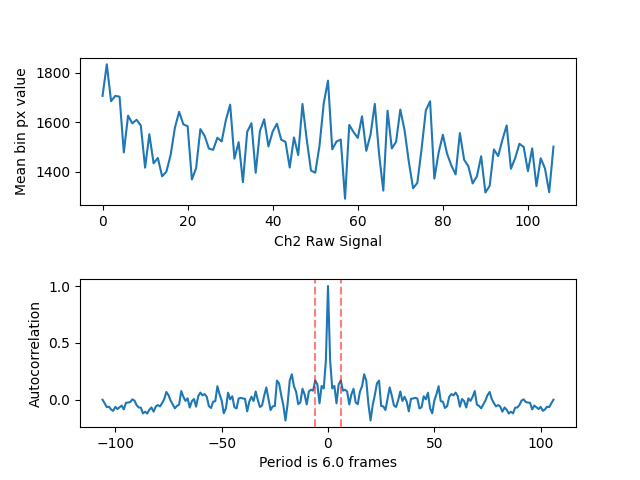 Mean bin px value
1800
1600
1400
0 20 40 60 80 100
Ch2 Raw Signal
Autocorrelation
1.0
0.5
0.0
−100 −50 0 50 100
Period is 6.0 frames